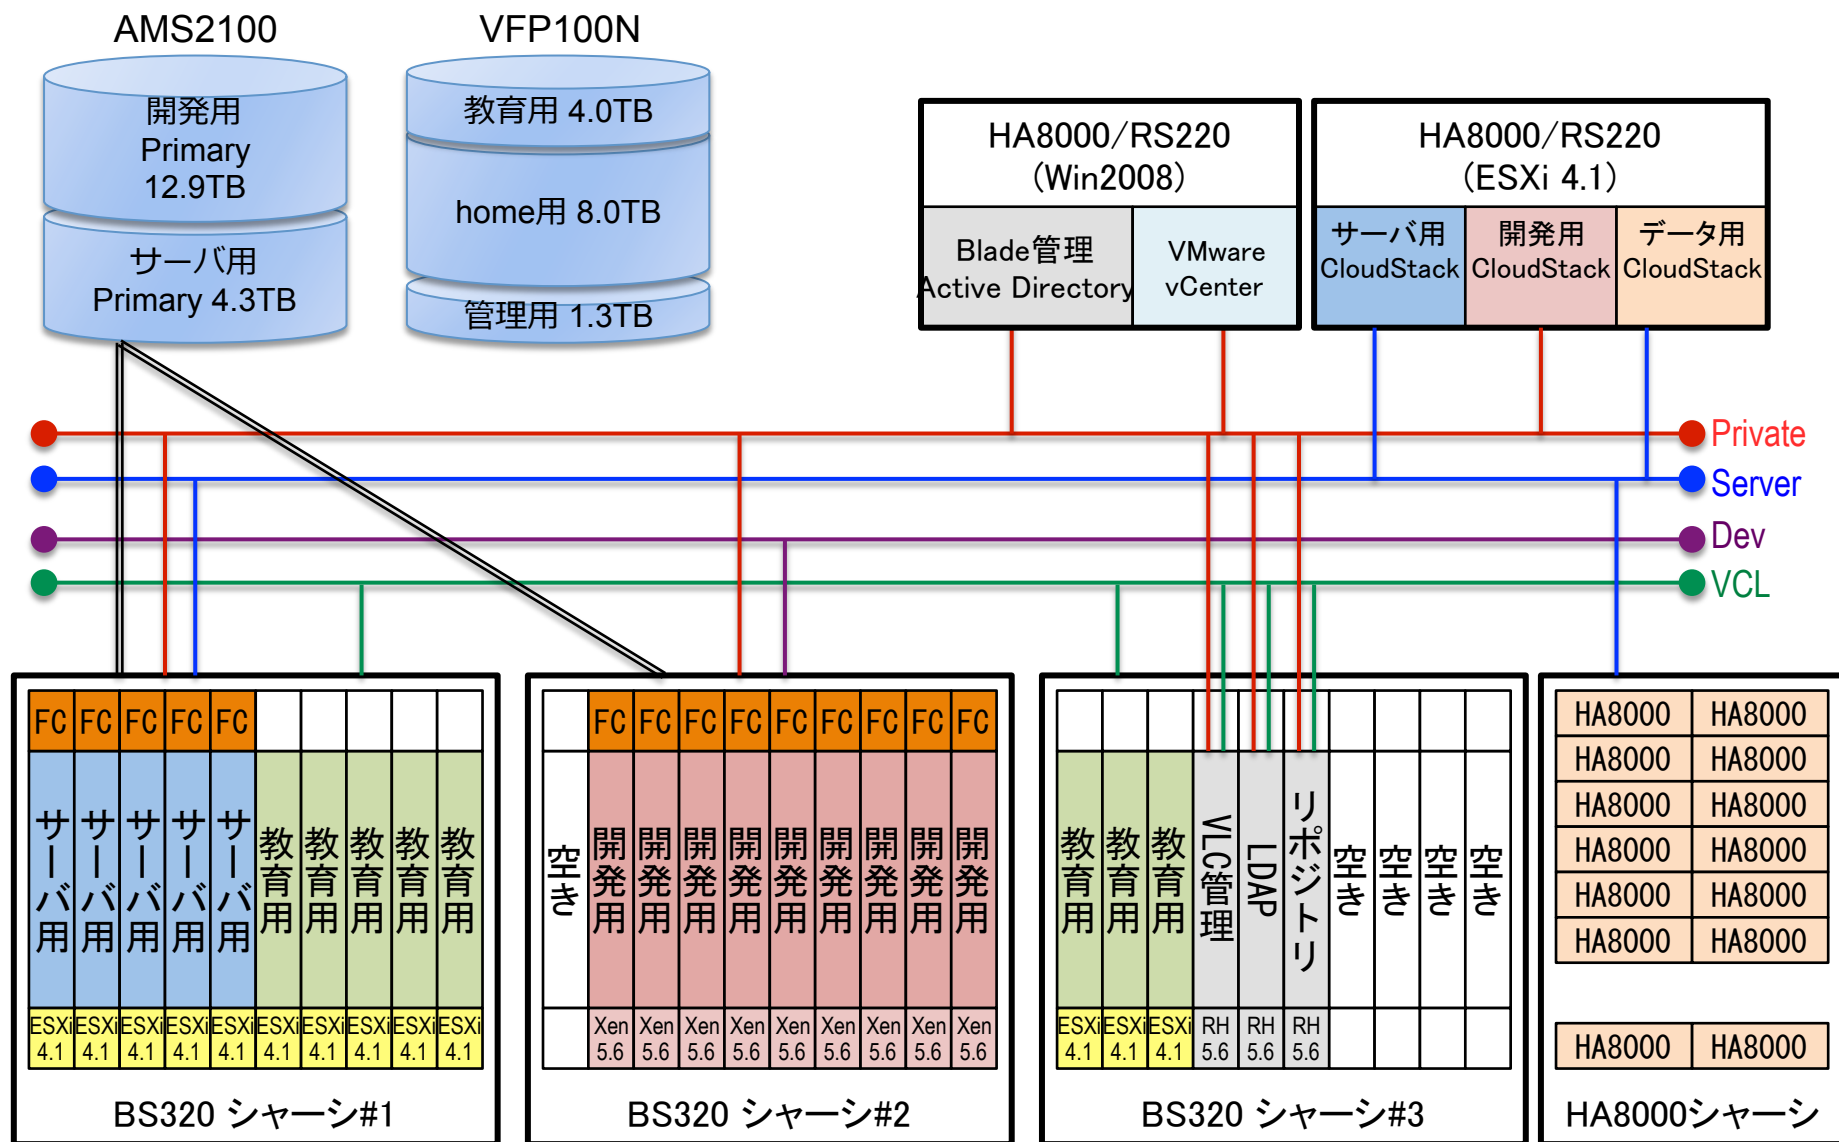 AMS2100
開発用
Primary
12.9TB
サーバ用
Primary 4.3TB
VFP100N
教育用 4.0TB
home用 8.0TB
管理用 1.3TB
HA8000/RS220
(Win2008)
Blade管理
Active Directory
VMware
vCenter
HA8000/RS220
(ESXi 4.1)
サーバ用
CloudStack
開発用
CloudStack
データ用
CloudStack
Private
Server
Dev
VCL
FC FC FC FC FC
サーバ用 サーバ用 サーバ用 サーバ用 サーバ用 教育用 教育用 教育用 教育用 教育用
ESXi ESXi ESXi ESXi ESXi ESXi ESXi ESXi ESXi ESXi
4.1 4.1 4.1 4.1 4.1 4.1 4.1 4.1 4.1 4.1
BS320 シャーシ#1
FC FC FC FC FC FC FC FC FC
空き 開発用 開発用 開発用 開発用 開発用 開発用 開発用 開発用 開発用
Xen Xen Xen Xen Xen Xen Xen Xen Xen
5.6 5.6 5.6 5.6 5.6 5.6 5.6 5.6 5.6
BS320 シャーシ#2
教育用 教育用 教育用 VLC管理 LDAP リポジトリ 空き 空き 空き 空き
ESXi ESXi ESXi RH RH RH
4.1 4.1 4.1 5.6 5.6 5.6
BS320 シャーシ#3
HA8000 HA8000
HA8000 HA8000
HA8000 HA8000
HA8000 HA8000
HA8000 HA8000
HA8000 HA8000
HA8000 HA8000
HA8000シャーシ